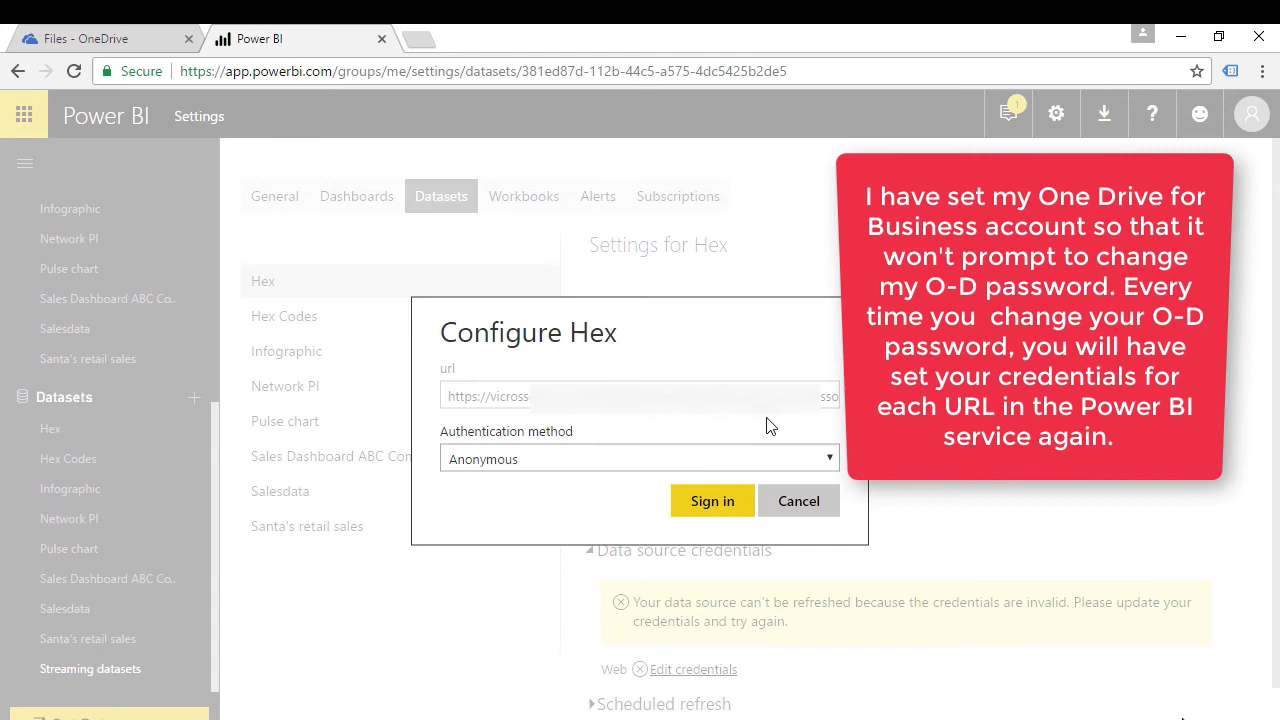 Files - OneDrive
Power BI
Secure
https://app.powerbi.com/groups/me/settings/datasets/381ed87d-112b-44c5-a575-4dc5425b2de5
Power BI
Settings
1
Infographic
Network PI
Pulse chart
Sales Dashboard ABC Co..
Salesdata
Santa's retail sales
Datasets
Hex
Hex Codes
Infographic
Network PI
Pulse chart
Sales Dashboard ABC Co..
Salesdata
Santa's retail sales
Streaming datasets
General
Dashboards
Datasets
Workbooks
Alerts
Subscriptions
Settings for Hex
Hex
Hex Codes
Infographic
Network PI
Pulse chart
Sales Dashboard ABC Con
Salesdata
Santa's retail sales
Configure Hex
url
https://vicross
sso
Authentication method
Anonymous
Sign in
Cancel
Data source credentials
Your data source can't be refreshed because the credentials are invalid. Please update your
credentials and try again.
Web
Edit credentials
Scheduled refresh
I have set my One Drive for
Business account so that it
won't prompt to change
my O-D password. Every
time you change your O-D
password, you will have
set your credentials for
each URL in the Power BI
service again.